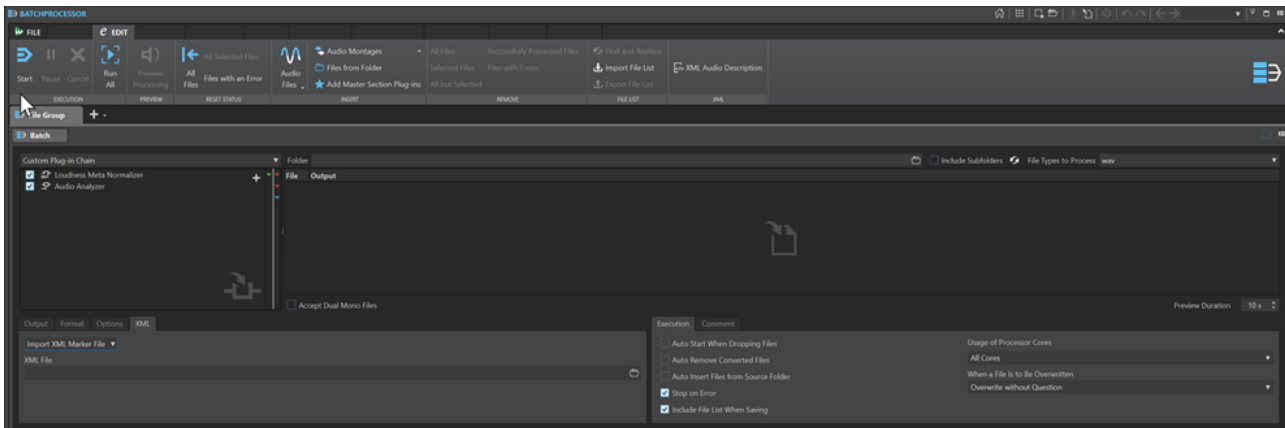 BATCHPROCESSOR
FILE
EDIT
Start
Pause
Cancel
Run All
Preview Processing
All Files
All Selected Files
Files with an Error
Audio Files
Audio Montages
Files from Folder
Add Master Section Plug-ins
All Files
Selected Files
All but Selected
Successfully Processed Files
Files with Errors
Find and Replace
Import File List
Export File List
XML Audio Description
EXECUTION
PREVIEW
RESET STATUS
INSERT
REMOVE
FILE LIST
XML
File Group
Batch
Custom Plug-in Chain
Folder
Include Subfolders
File Types to Process
wav
Loudness Meta Normalizer
Audio Analyzer
File
Output
Accept Dual Mono Files
Preview Duration
10 s
Output
Format
Options
XML
Import XML Marker File
XML File
Execution
Comment
Auto Start When Dropping Files
Auto Remove Converted Files
Auto Insert Files from Source Folder
Stop on Error
Include File List When Saving
Usage of Processor Cores
All Cores
When a File Is to Be Overwritten
Overwrite without Question